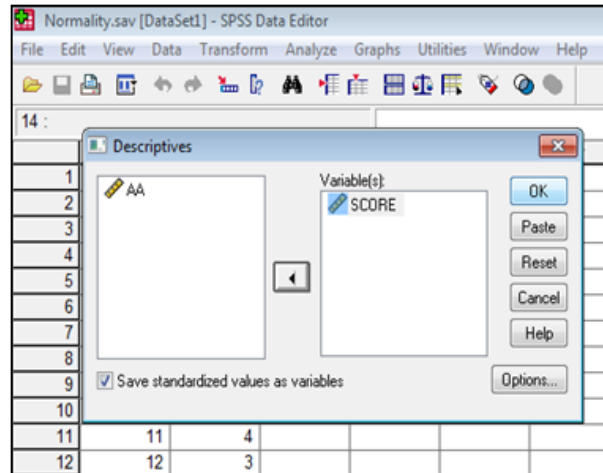 Normality.sav [DataSet1] - SPSS Data Editor
File Edit View Data Transform Analyze Graphs Utilities Window Help
14 :
Descriptives
Variable(s):
AA
SCORE
OK
Paste
Reset
Cancel
Help
Save standardized values as variables
Options...
1
2
3
4
5
6
7
8
9
10
11 11 4
12 12 3